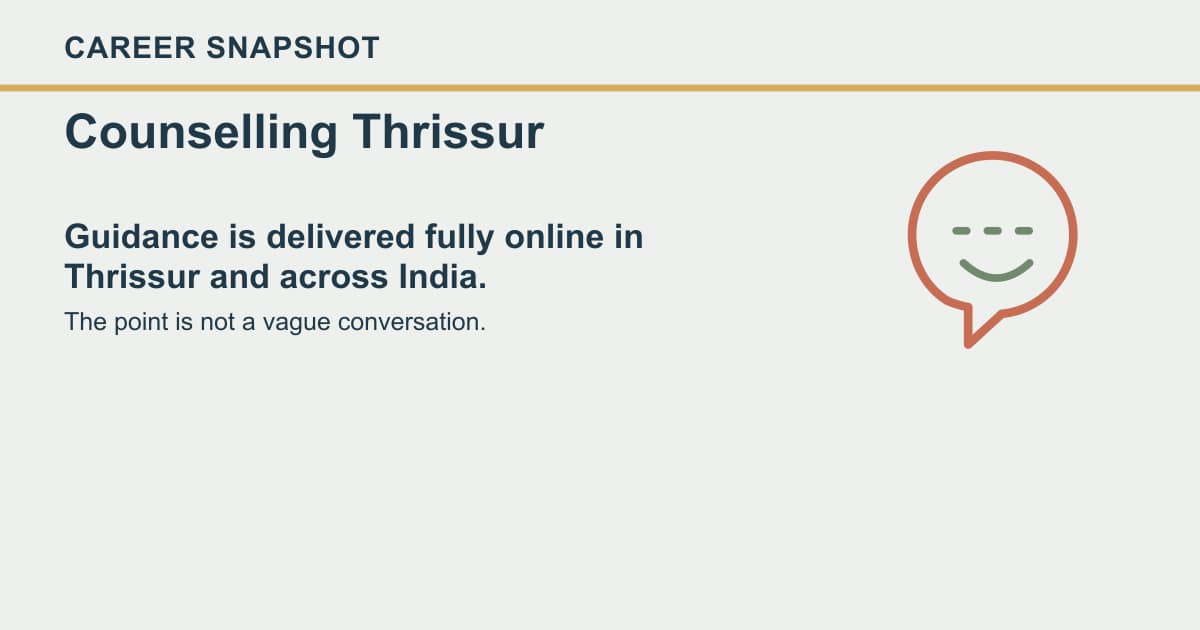 CAREER SNAPSHOT
Counselling Thrissur
Guidance is delivered fully online in
Thrissur and across India.
The point is not a vague conversation.